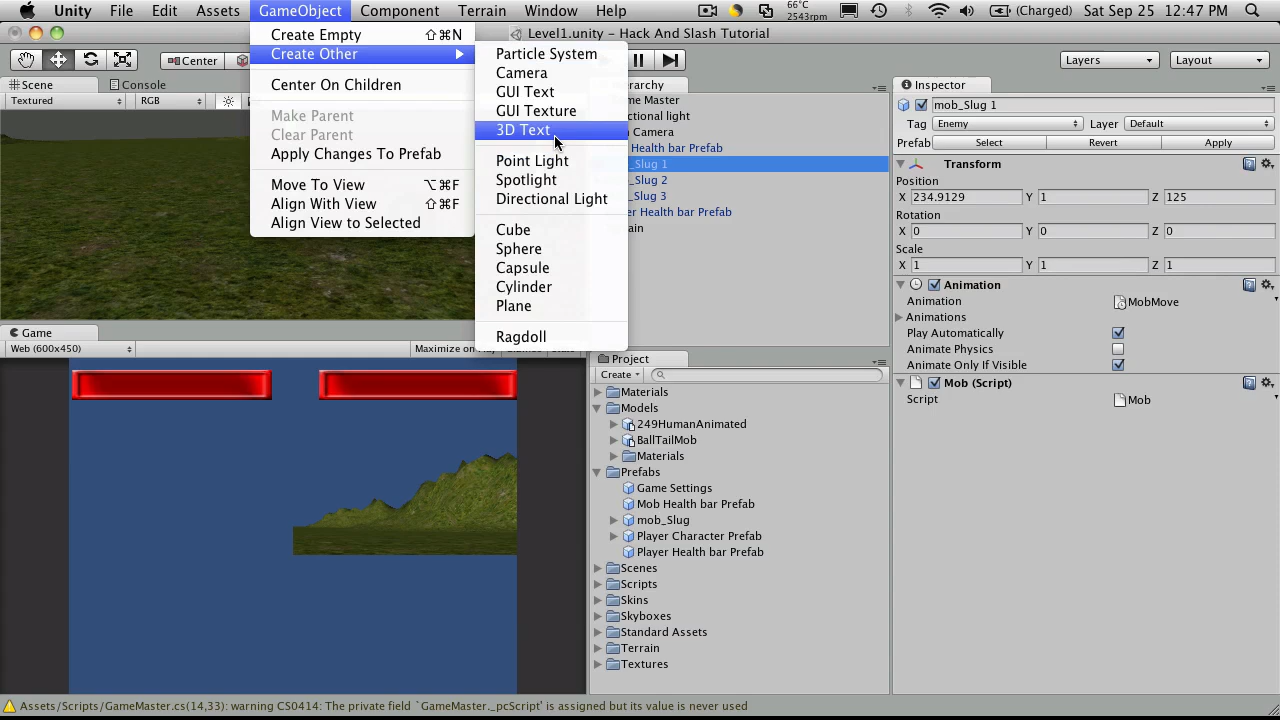 Unity File Edit Assets GameObject Component Terrain Window Help 66°C 2543rpm (Charged) Sat Sep 25 12:47 PM
Level1.unity – Hack And Slash Tutorial
Center Layers Layout
Create Empty ⇧⌘N
Create Other
Center On Children
Make Parent
Clear Parent
Apply Changes To Prefab
Move To View ⌥⌘F
Align With View ⇧⌘F
Align View to Selected
Particle System
Camera
GUI Text
GUI Texture
3D Text
Point Light
Spotlight
Directional Light
Cube
Sphere
Capsule
Cylinder
Plane
Ragdoll
Scene Console
Textured RGB
Game
Web (600x450) Maximize on
Health bar Prefab
Slug 1
Slug 2
Slug 3
Health bar Prefab
Camera
Project
Create
Materials
Models
249HumanAnimated
BallTailMob
Materials
Prefabs
Game Settings
Mob Health bar Prefab
mob_Slug
Player Character Prefab
Player Health bar Prefab
Scenes
Scripts
Skins
Skyboxes
Standard Assets
Terrain
Textures
Inspector
mob_Slug 1
Tag Enemy Layer Default
Prefab Select Revert Apply
Transform
Position
X 234.9129 Y 1 Z 125
Rotation
X 0 Y 0 Z 0
Scale
X 1 Y 1 Z 1
Animation
Animation MobMove
Animations
Play Automatically
Animate Physics
Animate Only If Visible
Mob (Script)
Script Mob
Assets/Scripts/GameMaster.cs(14,33): warning CS0414: The private field `GameMaster._pcScript' is assigned but its value is never used